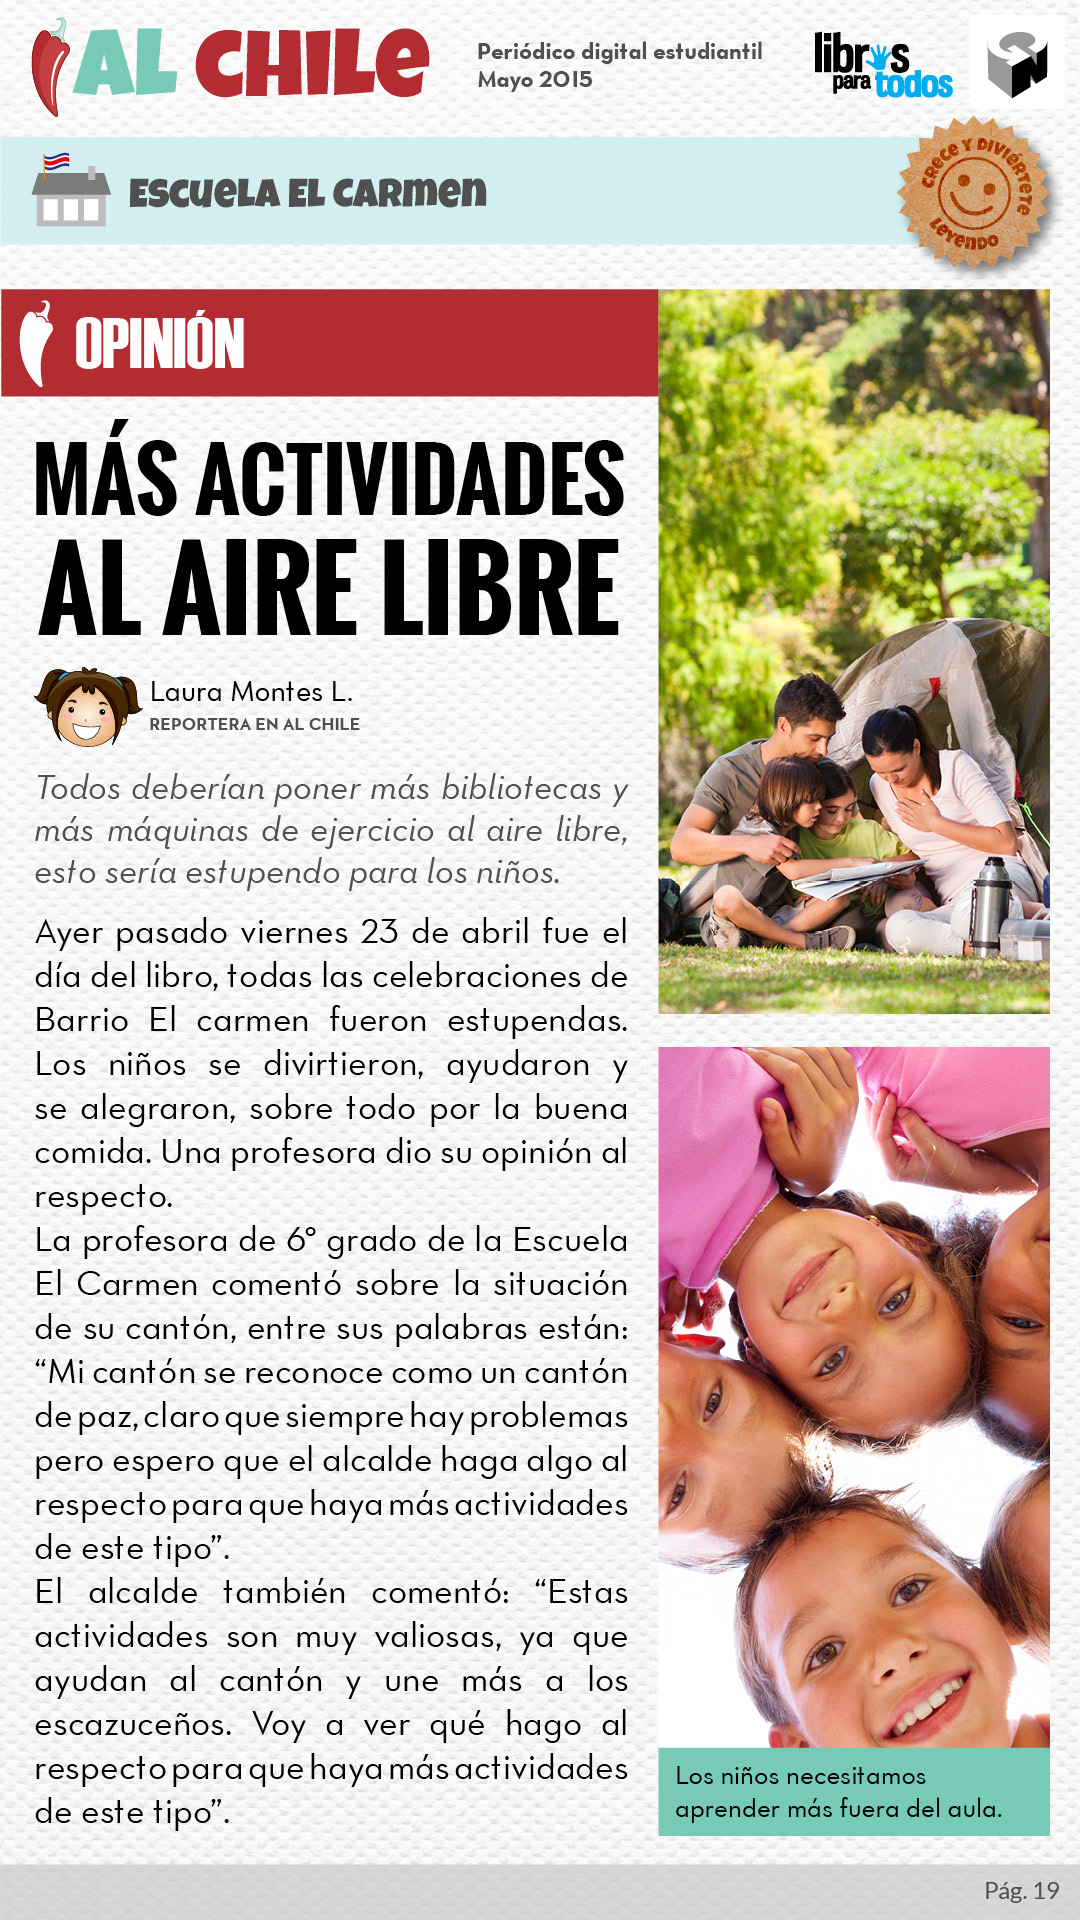 AL CHILE
Periódico digital estudiantil
Mayo 2015
libros
para todos
GN
ESCUELA EL CARMEN
CRECE Y DIVIÉRTETE
LEYENDO
OPINIÓN
MÁS ACTIVIDADES
AL AIRE LIBRE
Laura Montes L.
REPORTERA EN AL CHILE
Todos deberían poner más bibliotecas y
más máquinas de ejercicio al aire libre,
esto sería estupendo para los niños.
Ayer pasado viernes 23 de abril fue el
día del libro, todas las celebraciones de
Barrio El carmen fueron estupendas.
Los niños se divirtieron, ayudaron y
se alegraron, sobre todo por la buena
comida. Una profesora dio su opinión al
respecto.
La profesora de 6° grado de la Escuela
El Carmen comentó sobre la situación
de su cantón, entre sus palabras están:
“Mi cantón se reconoce como un cantón
de paz, claro que siempre hay problemas
pero espero que el alcalde haga algo al
respecto para que haya más actividades
de este tipo”.
El alcalde también comentó: “Estas
actividades son muy valiosas, ya que
ayudan al cantón y une más a los
escazuceños. Voy a ver qué hago al
respecto para que haya más actividades
de este tipo”.
Los niños necesitamos
aprender más fuera del aula.
Pág. 19